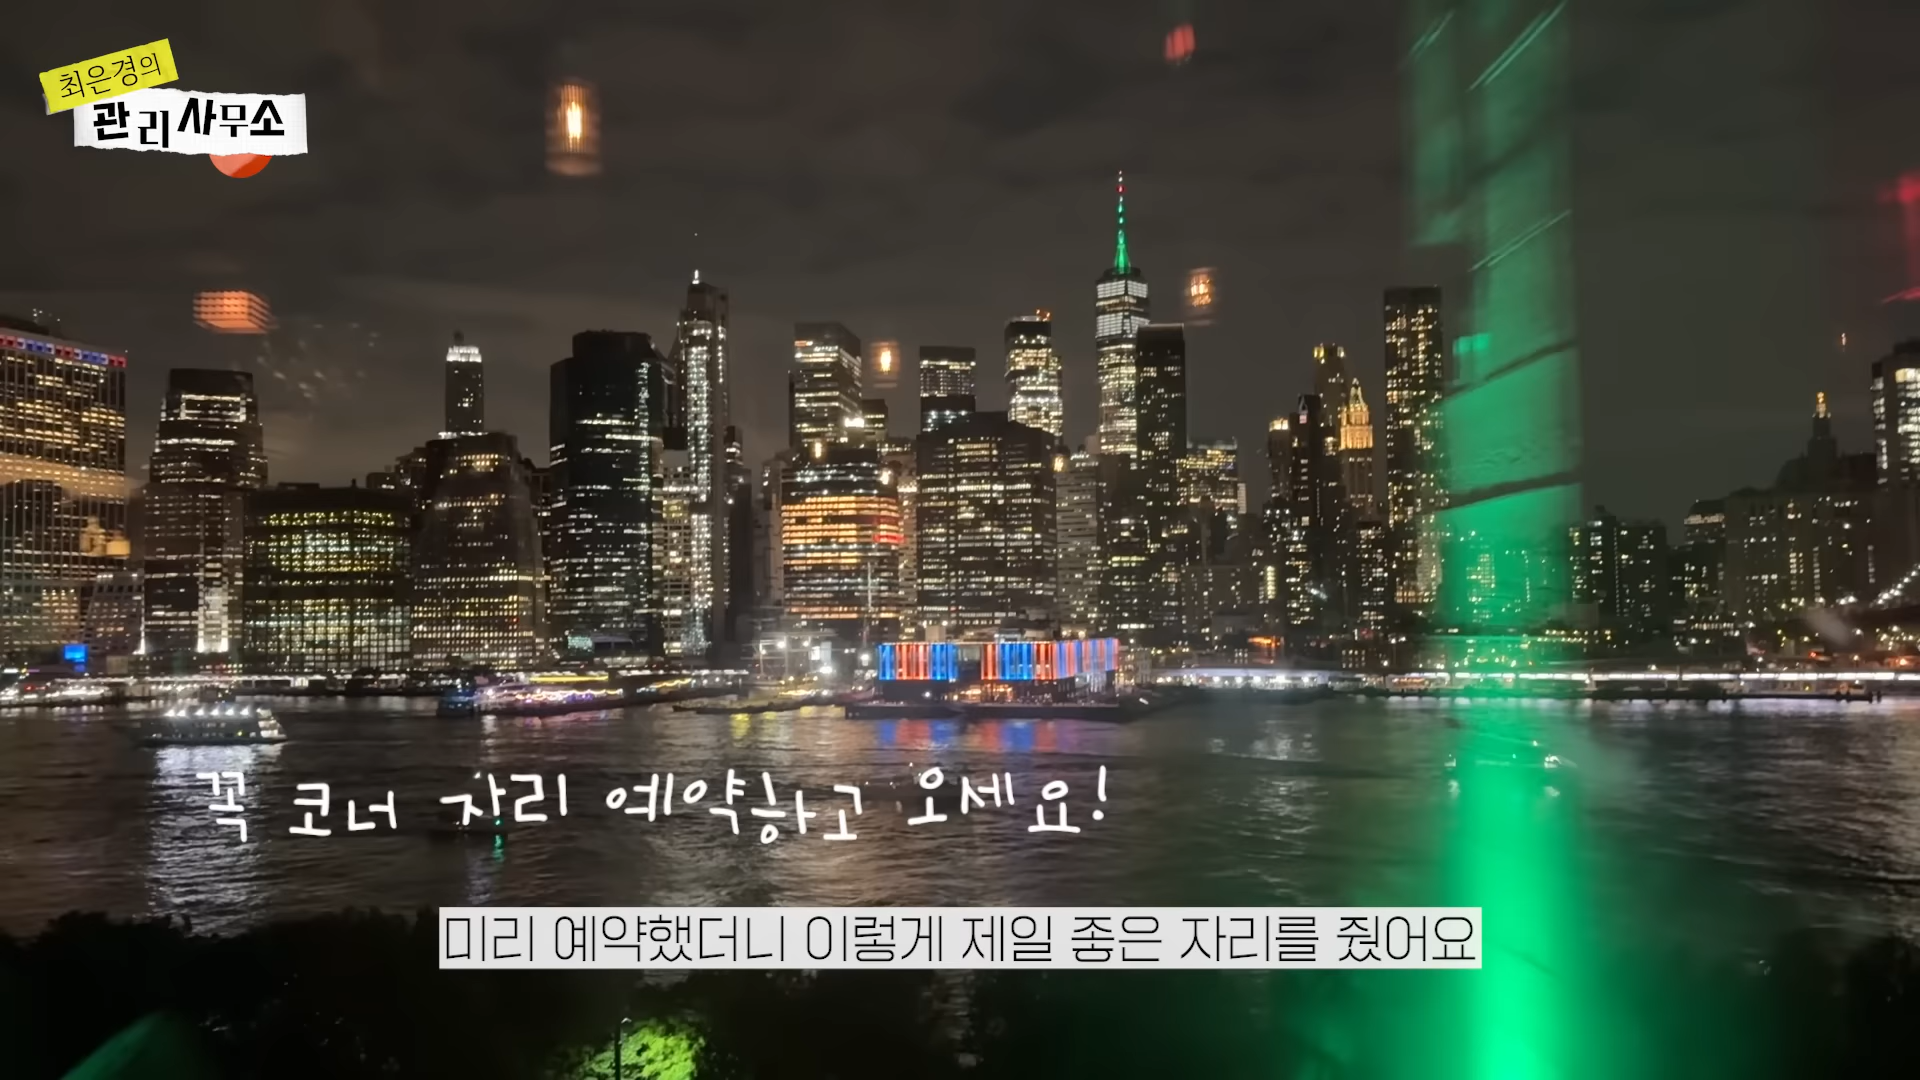 최은경의
관리사무소
꼭 코너 자리 예약하고 오세요!
미리 예약했더니 이렇게 제일 좋은 자리를 줬어요